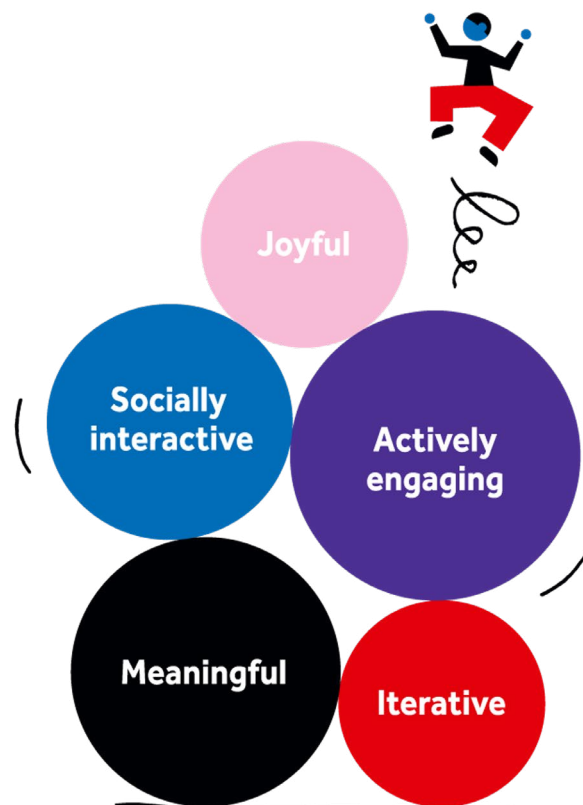 Joyful
Socially
interactive
Actively
engaging
Meaningful
Iterative